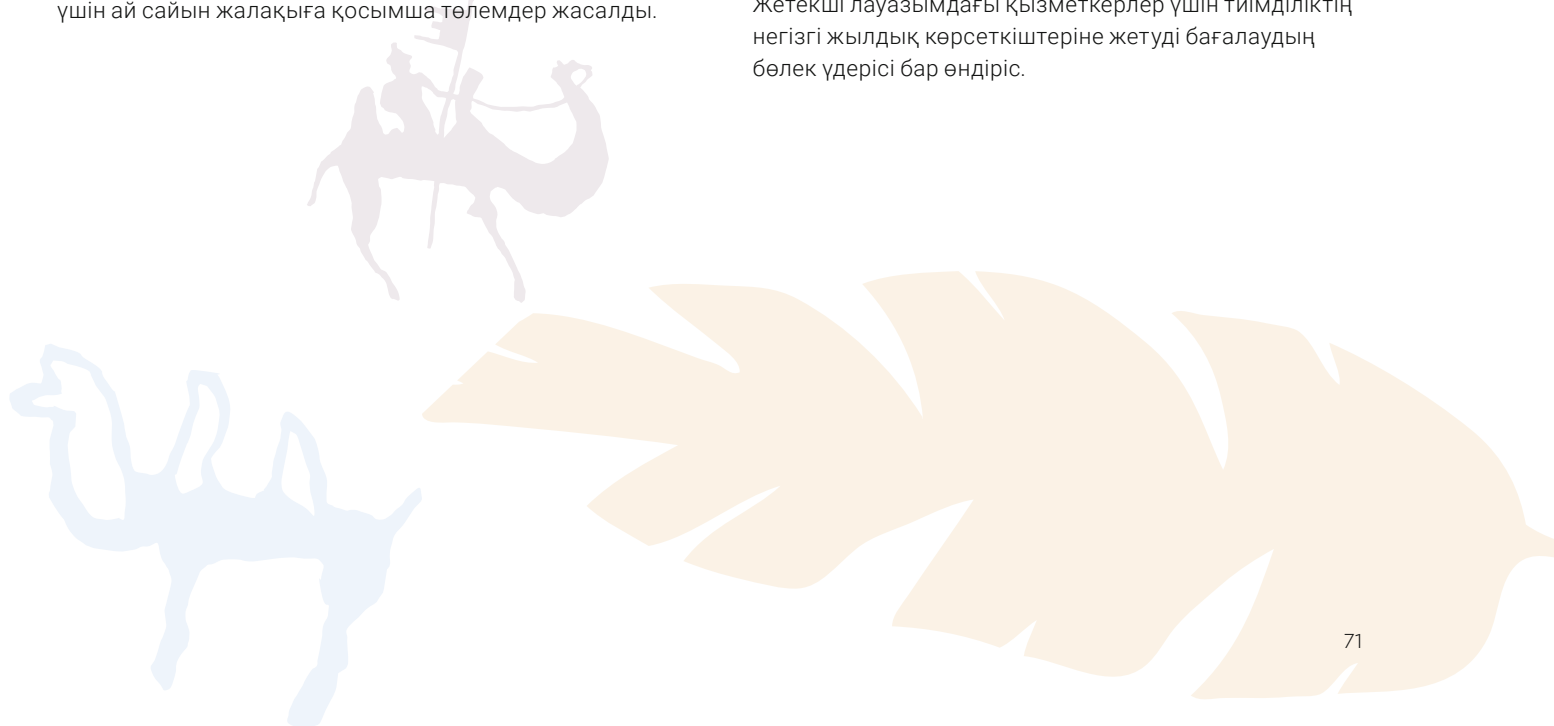 үшін ай сайын жалақыға қосымша төлемдер жасалды.
Жетекші лауазымдағы қызметкерлер үшін тиімділіктің
негізгі жылдық көрсеткіштеріне жетуді бағалаудың
бөлек үдерісі бар өндіріс.
71